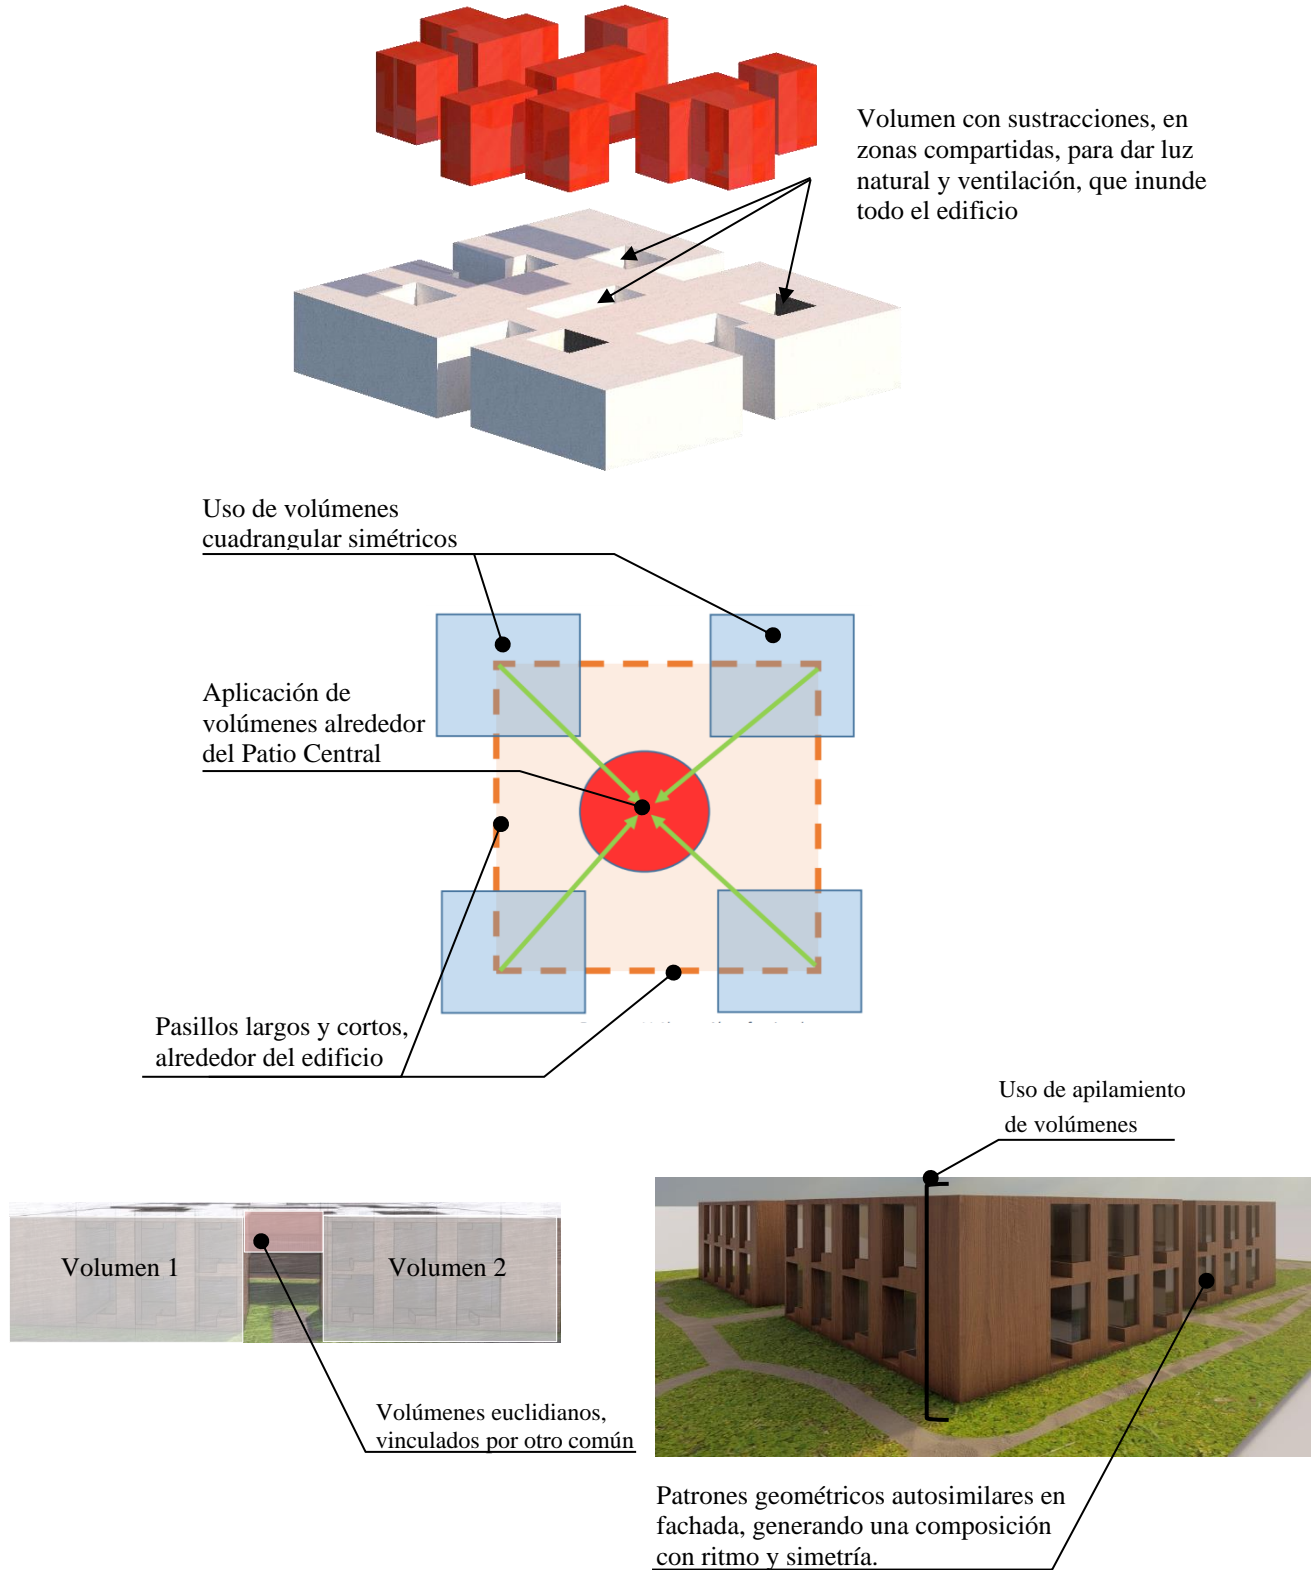 Volumen con sustracciones, en
zonas compartidas, para dar luz
natural y ventilación, que inunde
todo el edificio
Uso de volúmenes
cuadrangular simétricos
Aplicación de
volúmenes alrededor
del Patio Central
Pasillos largos y cortos,
alrededor del edificio
Uso de apilamiento
de volúmenes
Volumen 1
Volumen 2
Volúmenes euclidianos,
vinculados por otro común
Patrones geométricos autosimilares en
fachada, generando una composición
con ritmo y simetría.